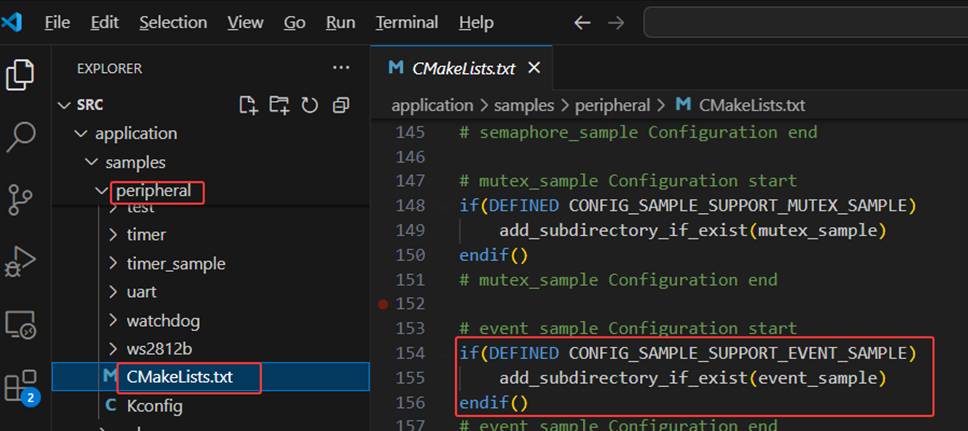 File Edit Selection View Go Run Terminal Help
EXPLORER
SRC
application
samples
peripheral
test
timer
timer_sample
uart
watchdog
ws2812b
M CMakeLists.txt
C Kconfig
2
M CMakeLists.txt
application > samples > peripheral > M CMakeLists.txt
145 # semaphore_sample Configuration end
146
147 # mutex_sample Configuration start
148 if(DEFINED CONFIG_SAMPLE_SUPPORT_MUTEX_SAMPLE)
149 add_subdirectory_if_exist(mutex_sample)
150 endif()
151 # mutex_sample Configuration end
152
153 # event_sample Configuration start
154 if(DEFINED CONFIG_SAMPLE_SUPPORT_EVENT_SAMPLE)
155 add_subdirectory_if_exist(event_sample)
156 endif()
157 # event_sample Configuration end